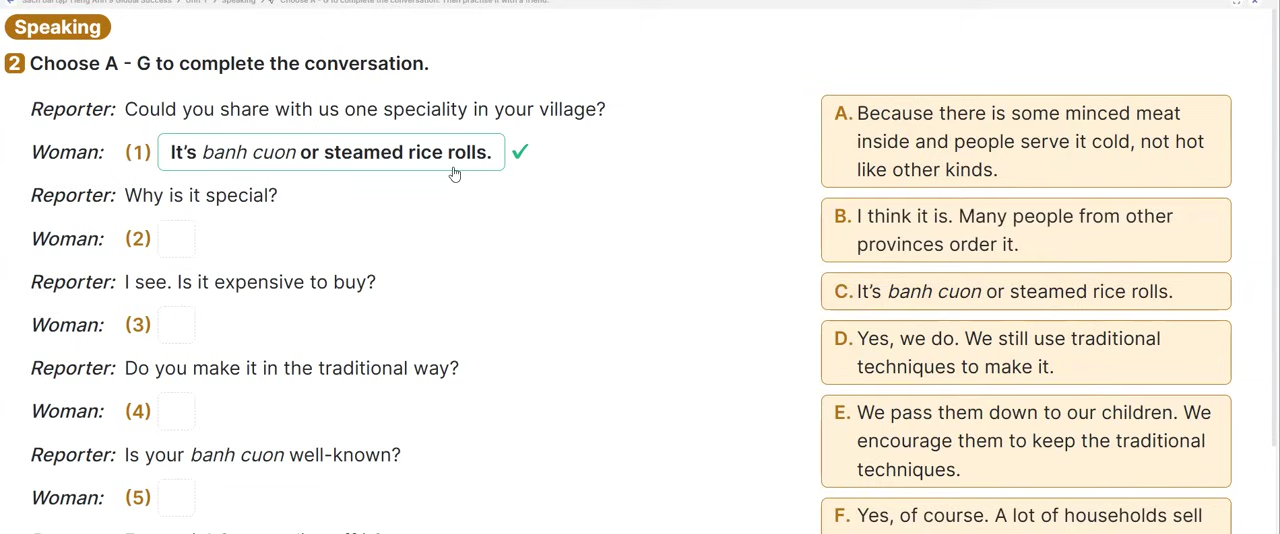 Speaking
2 Choose A - G to complete the conversation.
Reporter: Could you share with us one speciality in your village?
Woman: (1) It's banh cuon or steamed rice rolls.
Reporter: Why is it special?
Woman: (2)
Reporter: I see. Is it expensive to buy?
Woman: (3)
Reporter: Do you make it in the traditional way?
Woman: (4)
Reporter: Is your banh cuon well-known?
Woman: (5)
A. Because there is some minced meat
inside and people serve it cold, not hot
like other kinds.
B. I think it is. Many people from other
provinces order it.
C. It's banh cuon or steamed rice rolls.
D. Yes, we do. We still use traditional
techniques to make it.
E. We pass them down to our children. We
encourage them to keep the traditional
techniques.
F. Yes, of course. A lot of households sell